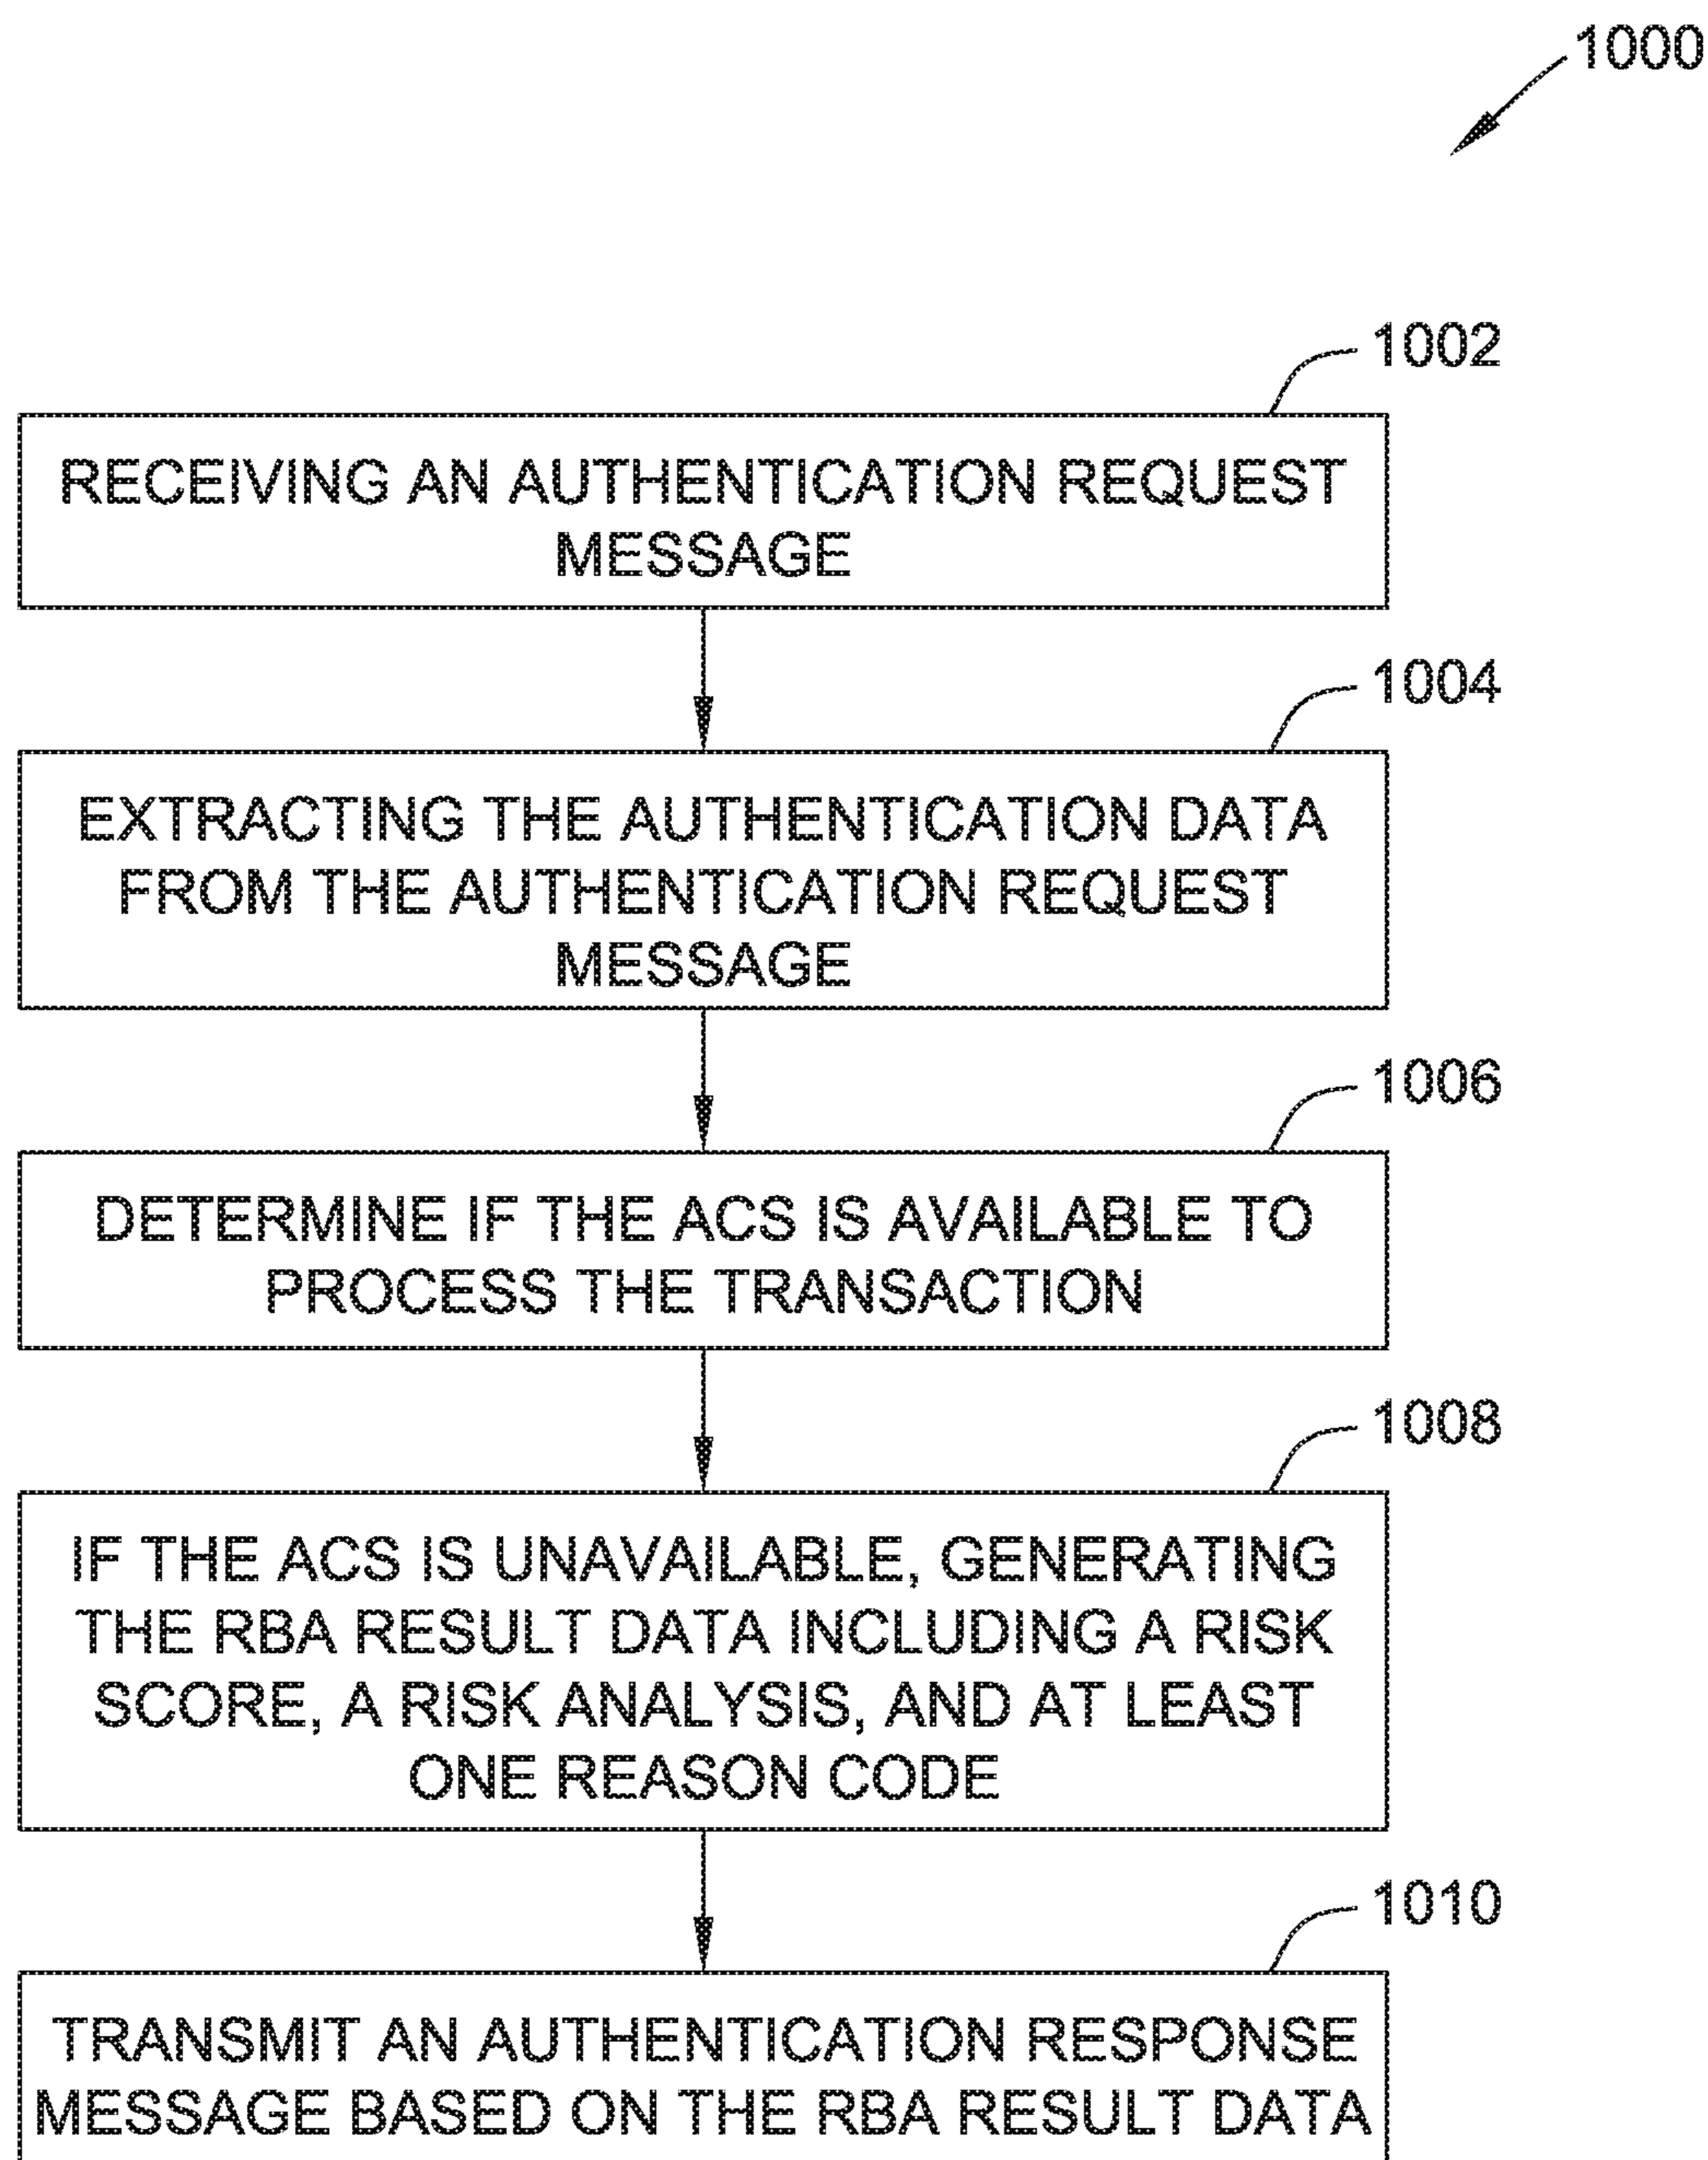 1000
1002
RECEIVING AN AUTHENTICATION REQUEST
MESSAGE
1004
EXTRACTING THE AUTHENTICATION DATA
FROM THE AUTHENTICATION REQUEST
MESSAGE
1006
DETERMINE IF THE ACS IS AVAILABLE TO
PROCESS THE TRANSACTION
1008
IF THE ACS IS UNAVAILABLE, GENERATING
THE RBA RESULT DATA INCLUDING A RISK
SCORE, A RISK ANALYSIS, AND AT LEAST
ONE REASON CODE
1010
TRANSMIT AN AUTHENTICATION RESPONSE
MESSAGE BASED ON THE RBA RESULT DATA